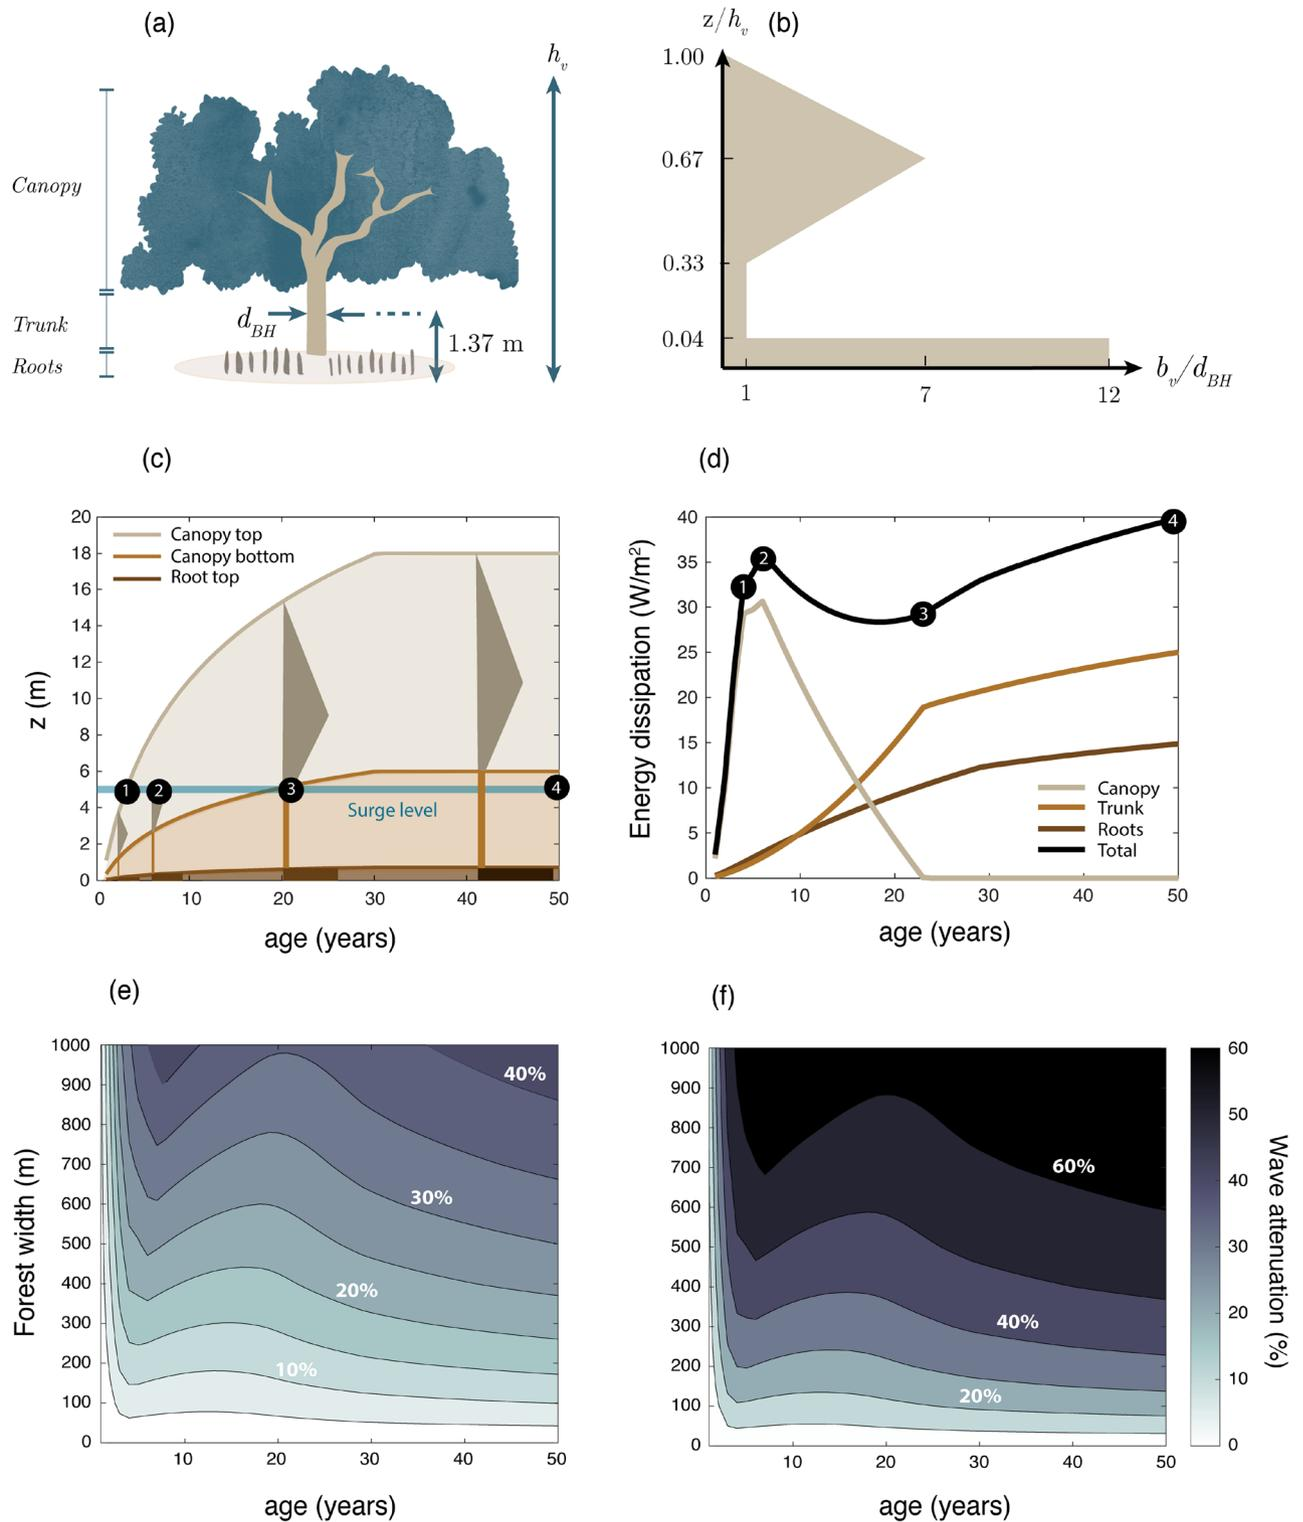 (a)
h_v
Canopy
Trunk
Roots
d_BH
1.37 m
z/h_v (b)
1.00
0.67
0.33
0.04
1 7 12
b_v/d_BH
(c)
20
18
16
14
12
10
8
6
4
2
0
z (m)
Canopy top
Canopy bottom
Root top
1 2 3 4
Surge level
0 10 20 30 40 50
age (years)
(d)
40
35
30
25
20
15
10
5
0
Energy dissipation (W/m²)
1 2 3 4
Canopy
Trunk
Roots
Total
0 10 20 30 40 50
age (years)
(e)
1000
900
800
700
600
500
400
300
200
100
0
Forest width (m)
40%
30%
20%
10%
10 20 30 40 50
age (years)
(f)
1000
900
800
700
600
500
400
300
200
100
0
60%
40%
20%
10 20 30 40 50
age (years)
60
50
40
30
20
10
0
Wave attenuation (%)